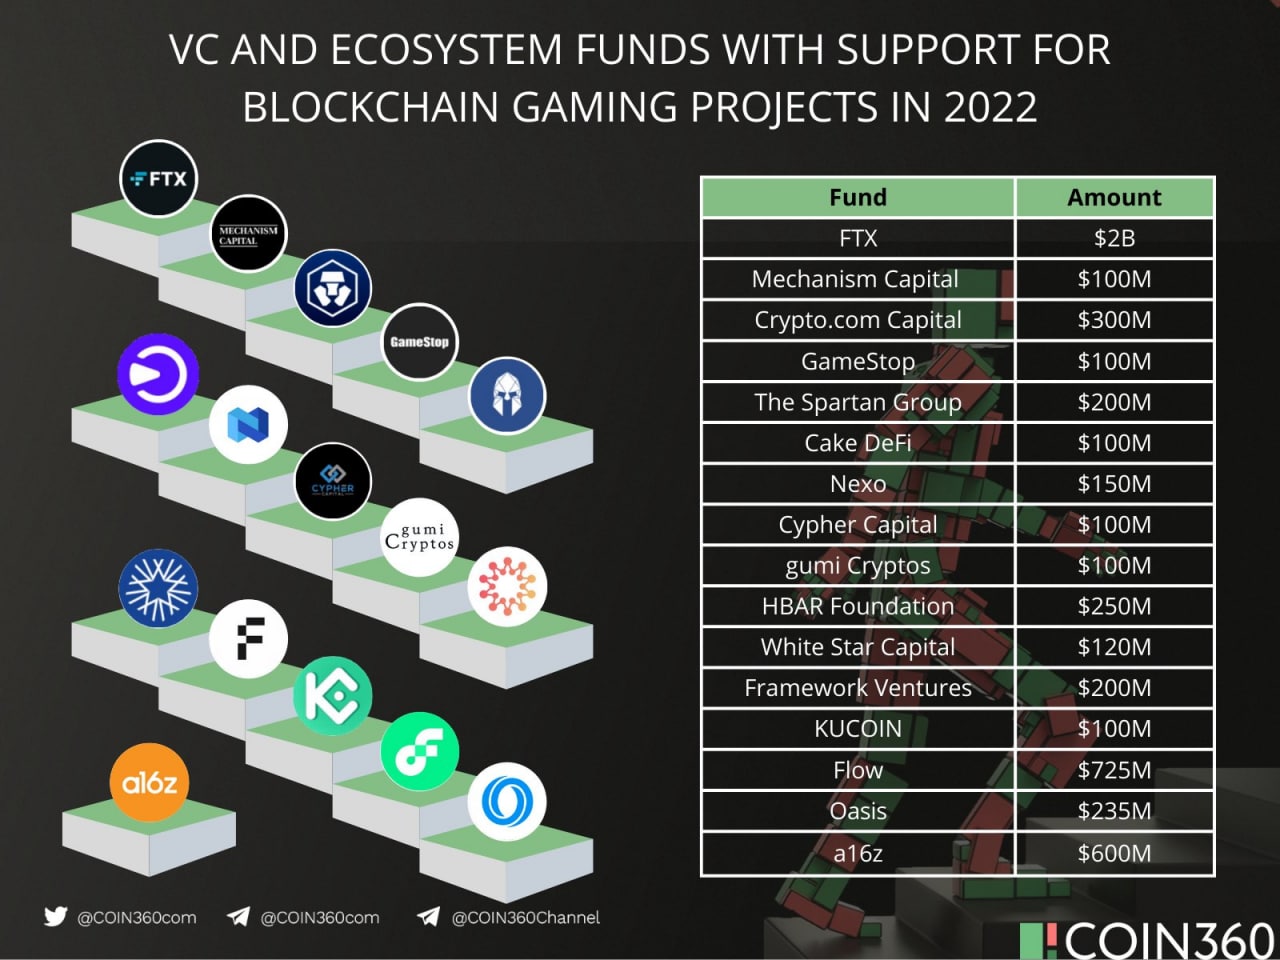 VC AND ECOSYSTEM FUNDS WITH SUPPORT FOR
BLOCKCHAIN GAMING PROJECTS IN 2022
FTX
MECHANISM
CAPITAL
GameStop
CYPHER
CAPITAL
gumi
Cryptos
a16z
Fund Amount
FTX $2B
Mechanism Capital $100M
Crypto.com Capital $300M
GameStop $100M
The Spartan Group $200M
Cake DeFi $100M
Nexo $150M
Cypher Capital $100M
gumi Cryptos $100M
HBAR Foundation $250M
White Star Capital $120M
Framework Ventures $200M
KUCOIN $100M
Flow $725M
Oasis $235M
a16z $600M
@COIN360com @COIN360com @COIN360Channel
COIN360